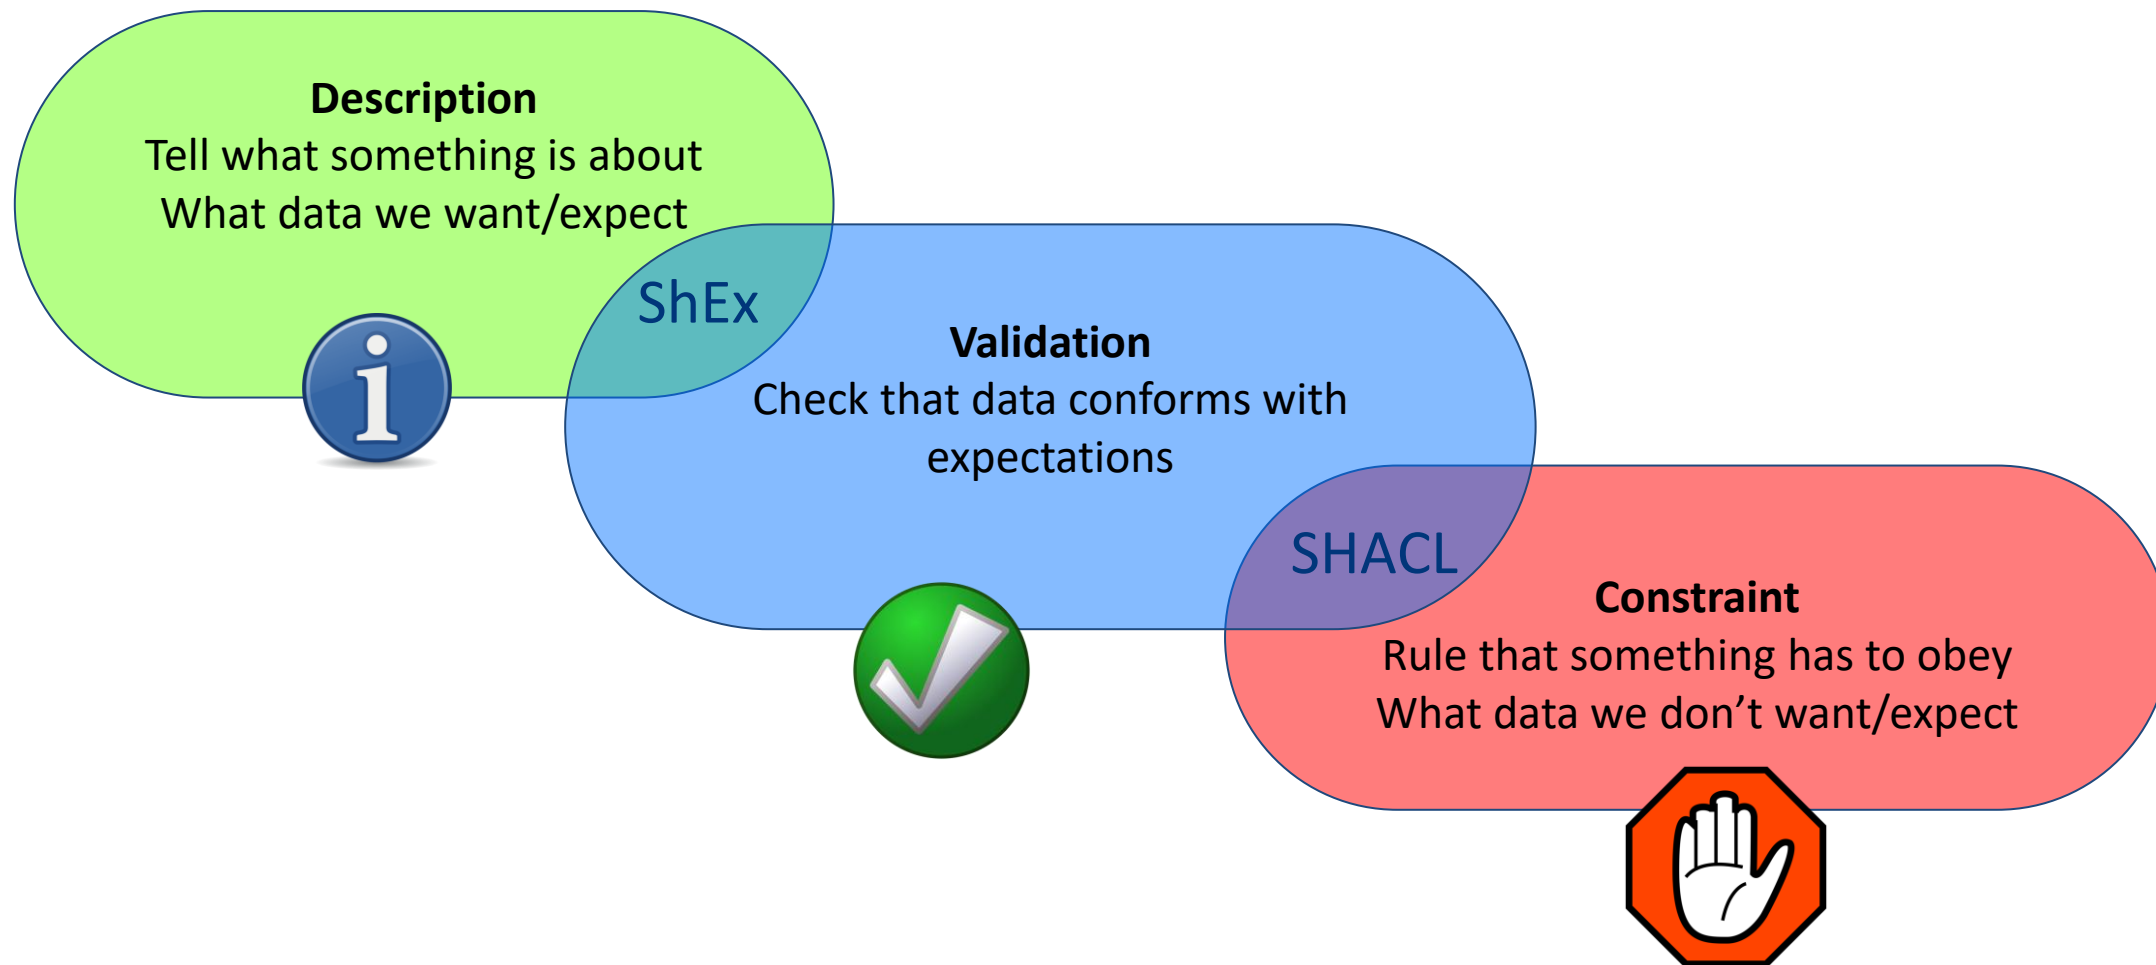 Description
Tell what something is about
What data we want/expect
ShEx
Validation
Check that data conforms with
expectations
SHACL
Constraint
Rule that something has to obey
What data we don’t want/expect